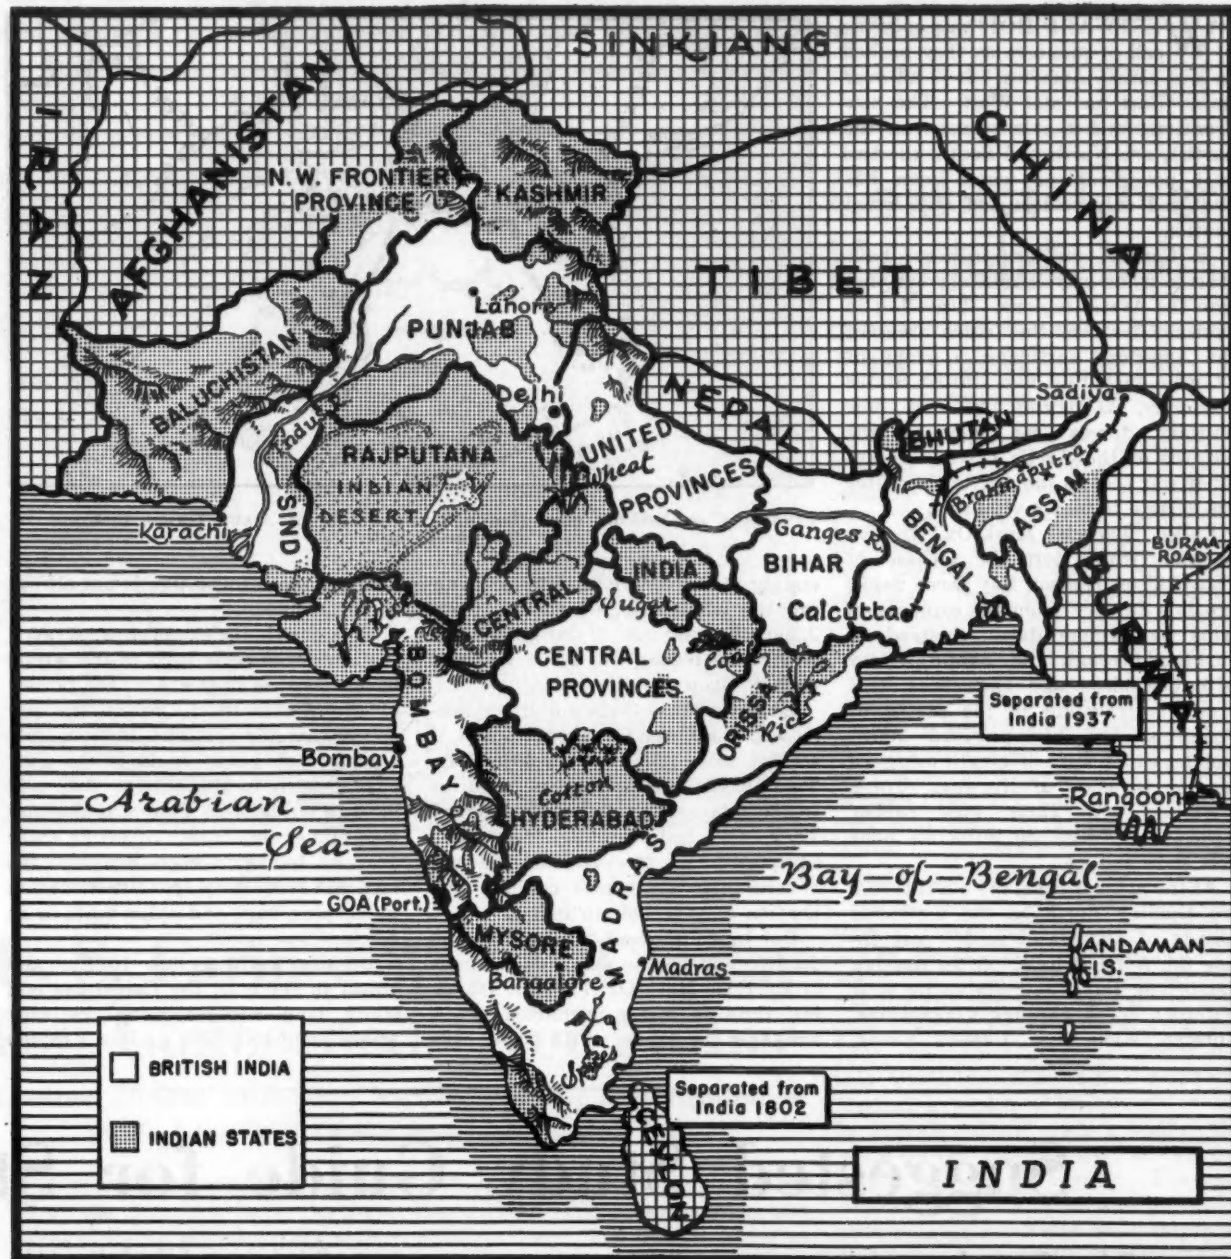 SINKIANG
IRAN
AFGHANISTAN
CHINA
N.W. FRONTIER
PROVINCE
KASHMIR
TIBET
Lahore
PUNJAB
BALUCHISTAN
Delhi
NEPAL
Sadiya
BHUTAN
Indus R.
RAJPUTANA
INDIAN
DESERT
UNITED
Wheat
PROVINCES
Brahmaputra
ASSAM
SIND
Karachi
Ganges R.
BENGAL
BURMA
ROAD
BURMA
INDIA
BIHAR
CENTRAL
Sugar
Calcutta
Coal
CENTRAL
PROVINCES
BOMBAY
ORISSA
Rice
Separated from
India 1937
Bombay
Cotton
HYDERABAD
Rangoon
Arabian
Sea
MADRAS
Bay of Bengal
GOA (Port.)
MYSORE
Bangalore
Madras
ANDAMAN
IS.
Spices
BRITISH INDIA
INDIAN STATES
Separated from
India 1802
CEYLON
INDIA